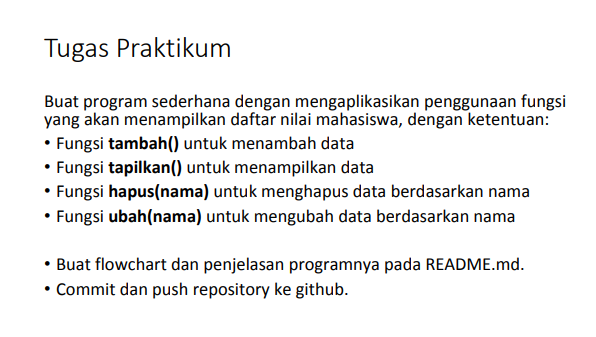 Tugas Praktikum
Buat program sederhana dengan mengaplikasikan penggunaan fungsi
yang akan menampilkan daftar nilai mahasiswa, dengan ketentuan:
• Fungsi tambah() untuk menambah data
• Fungsi tapilkan() untuk menampilkan data
• Fungsi hapus(nama) untuk menghapus data berdasarkan nama
• Fungsi ubah(nama) untuk mengubah data berdasarkan nama
• Buat flowchart dan penjelasan programnya pada README.md.
• Commit dan push repository ke github.